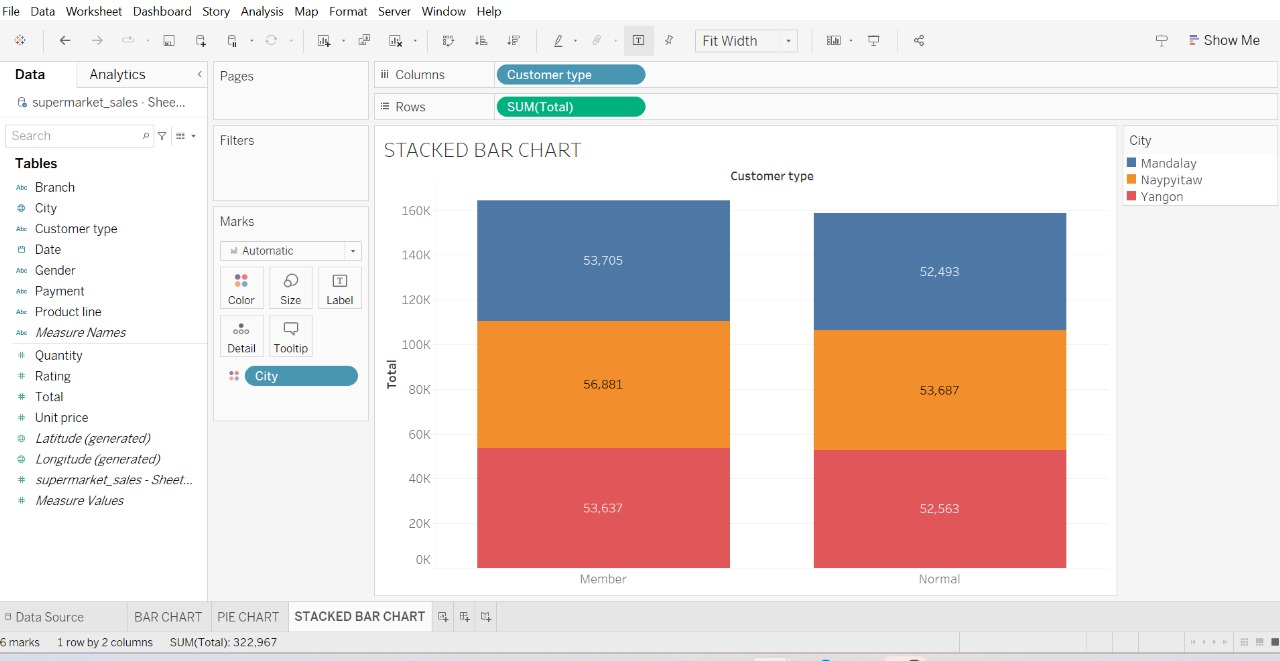 File Data Worksheet Dashboard Story Analysis Map Format Server Window Help
Fit Width
Show Me
Data Analytics
supermarket_sales - Shee...
Search
Tables
Abc Branch
City
Abc Customer type
Date
Abc Gender
Abc Payment
Abc Product line
Abc Measure Names
# Quantity
# Rating
# Total
# Unit price
Latitude (generated)
Longitude (generated)
# supermarket_sales - Sheet...
# Measure Values
Pages
Filters
Marks
Automatic
Color Size Label
Detail Tooltip
City
Columns Customer type
Rows SUM(Total)
STACKED BAR CHART
Customer type
Total
160K
140K
120K
100K
80K
60K
40K
20K
0K
53,705 52,493
56,881 53,687
53,637 52,563
Member Normal
City
Mandalay
Naypyitaw
Yangon
Data Source BAR CHART PIE CHART STACKED BAR CHART
6 marks 1 row by 2 columns SUM(Total): 322,967